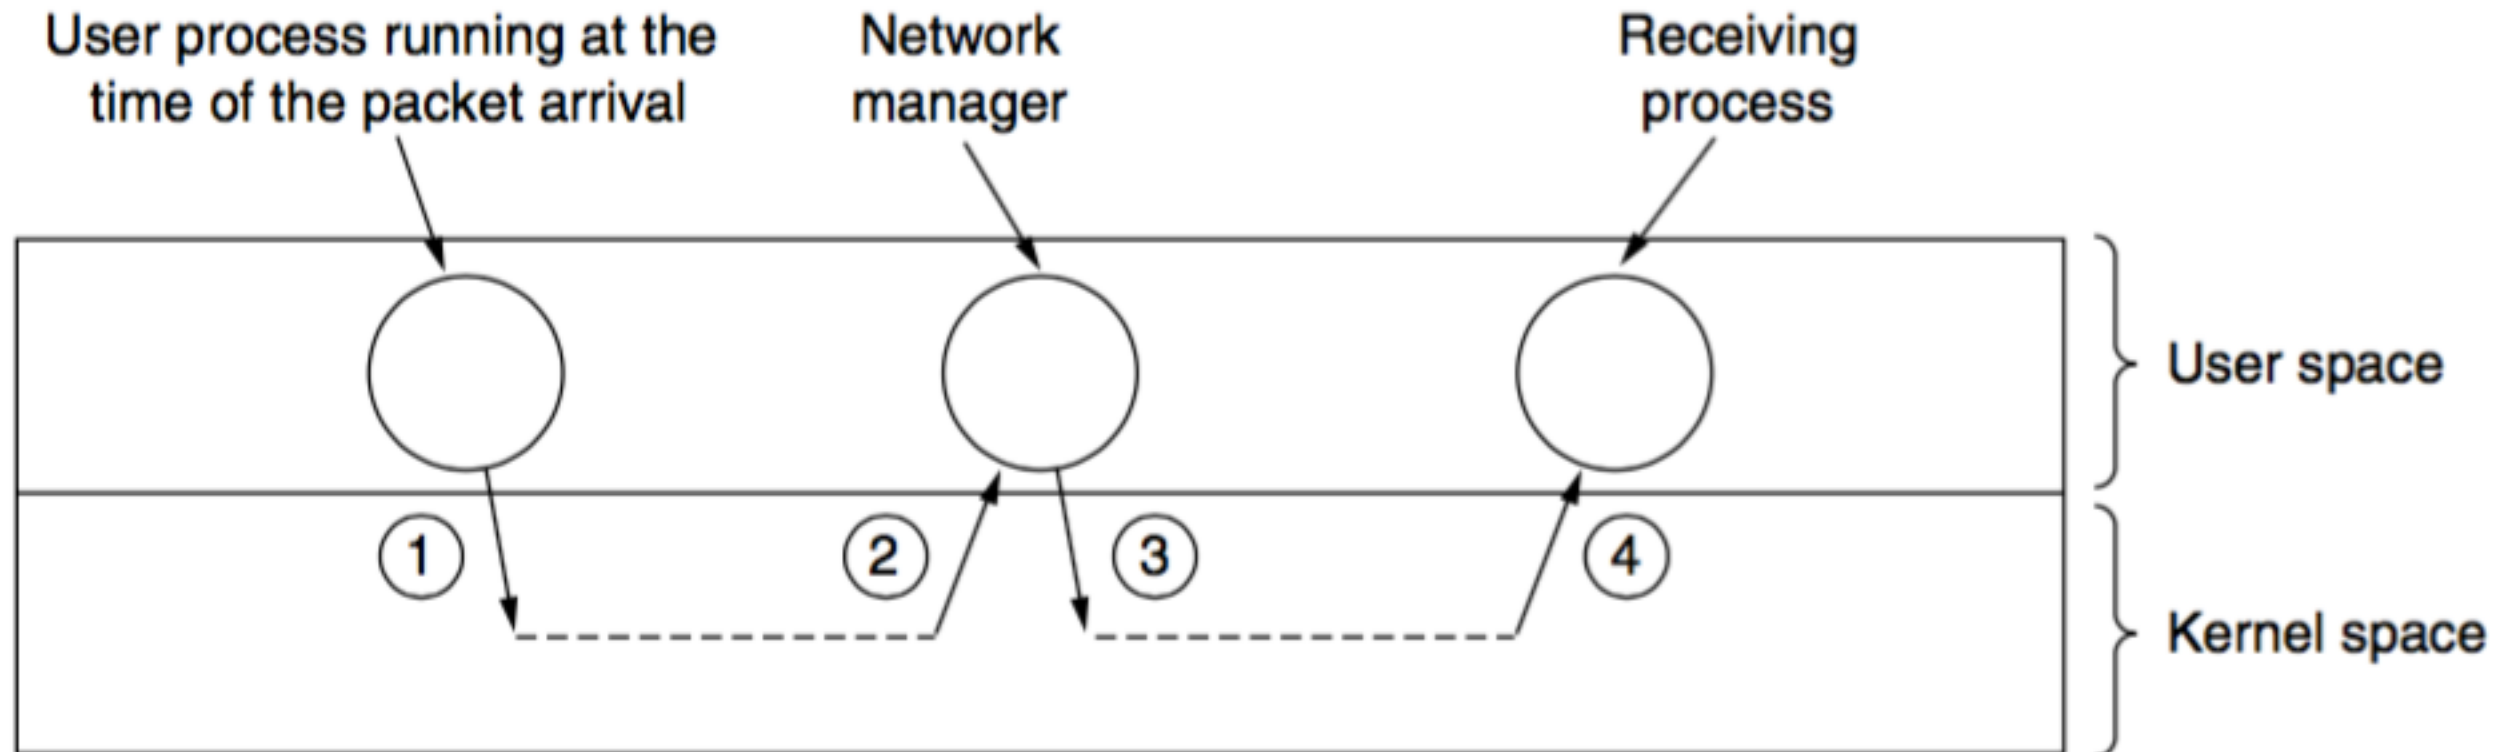 User process running at the
time of the packet arrival
Network
manager
Receiving
process
User space
1
2
3
4
Kernel space